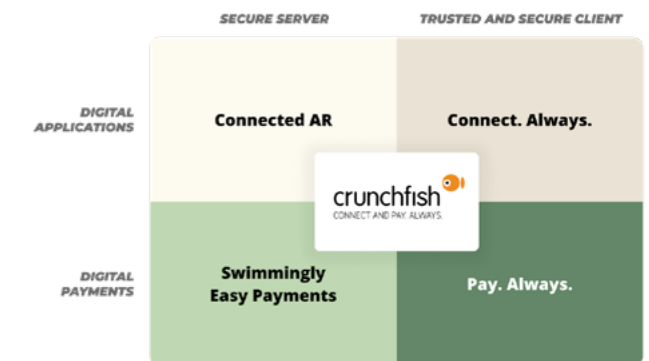 SECURE SERVER
TRUSTED AND SECURE CLIENT
DIGITAL
APPLICATIONS
Connected AR
Connect. Always.
crunchfish
CONNECT AND PAY. ALWAYS.
DIGITAL
PAYMENTS
Swimmingly
Easy Payments
Pay. Always.